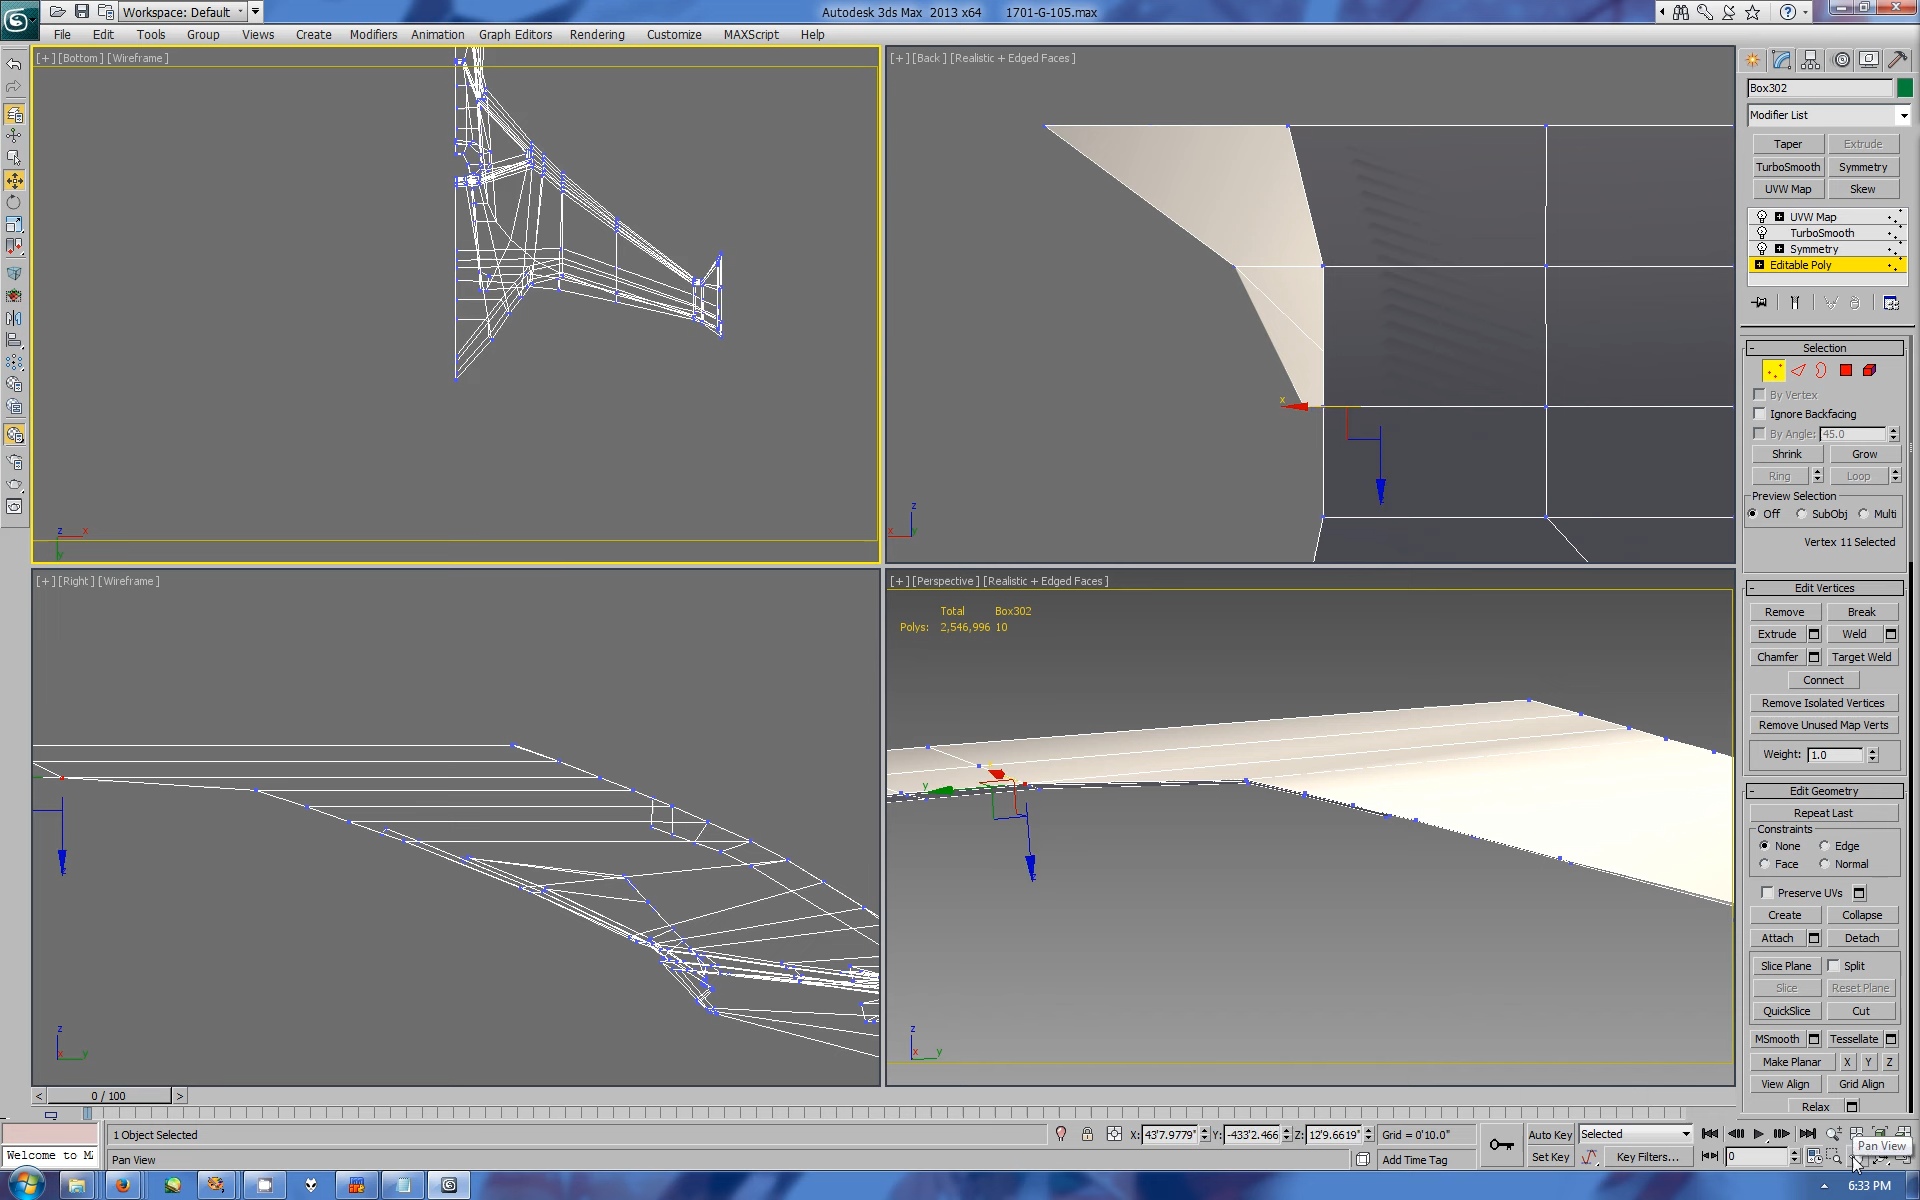 Workspace: Default
Autodesk 3ds Max 2013 x64 1701-G-105.max
File Edit Tools Group Views Create Modifiers Animation Graph Editors Rendering Customize MAXScript Help
[+] [Bottom] [Wireframe]
[+] [Back] [Realistic + Edged Faces]
Box302
Modifier List
Taper Extrude
TurboSmooth Symmetry
UVW Map Skew
UVW Map
TurboSmooth
Symmetry
Editable Poly
- Selection
By Vertex
Ignore Backfacing
By Angle: 45.0
Shrink Grow
Ring Loop
Preview Selection
Off SubObj Multi
Vertex 11 Selected
x
z
z x
y
z
x y
[+] [Right] [Wireframe]
[+] [Perspective] [Realistic + Edged Faces]
Total Box302
Polys: 2,546,996 10
y
z
x y
z
x y
- Edit Vertices
Remove Break
Extrude Weld
Chamfer Target Weld
Connect
Remove Isolated Vertices
Remove Unused Map Verts
Weight: 1.0
- Edit Geometry
Repeat Last
Constraints
None Edge
Face Normal
Preserve UVs
Create Collapse
Attach Detach
Slice Plane Split
Slice Reset Plane
QuickSlice Cut
MSmooth Tessellate
Make Planar X Y Z
View Align Grid Align
Relax
< 0 / 100 >
1 Object Selected X: 43'7.9779" Y: -433'2.466 Z: 12'9.6619" Grid = 0'10.0" Auto Key Selected
Welcome to MA Pan View Add Time Tag Set Key Key Filters... 0
Pan View
6:33 PM